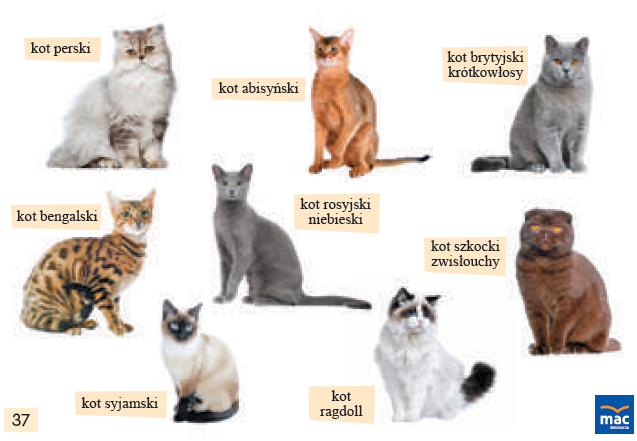 kot perski
kot abisyński
kot brytyjski
krótkowłosy
kot bengalski
kot rosyjski
niebieski
kot szkocki
zwisłouchy
kot syjamski
kot
ragdoll
37
mac
EDUKACJA